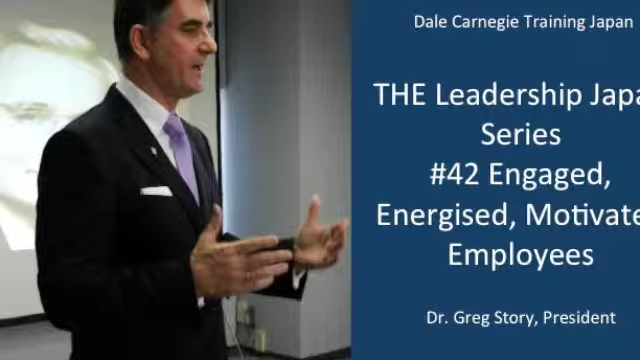 Dale Carnegie Training Japan
THE Leadership Japa
Series
#42 Engaged,
Energised, Motivate
Employees
Dr. Greg Story, President